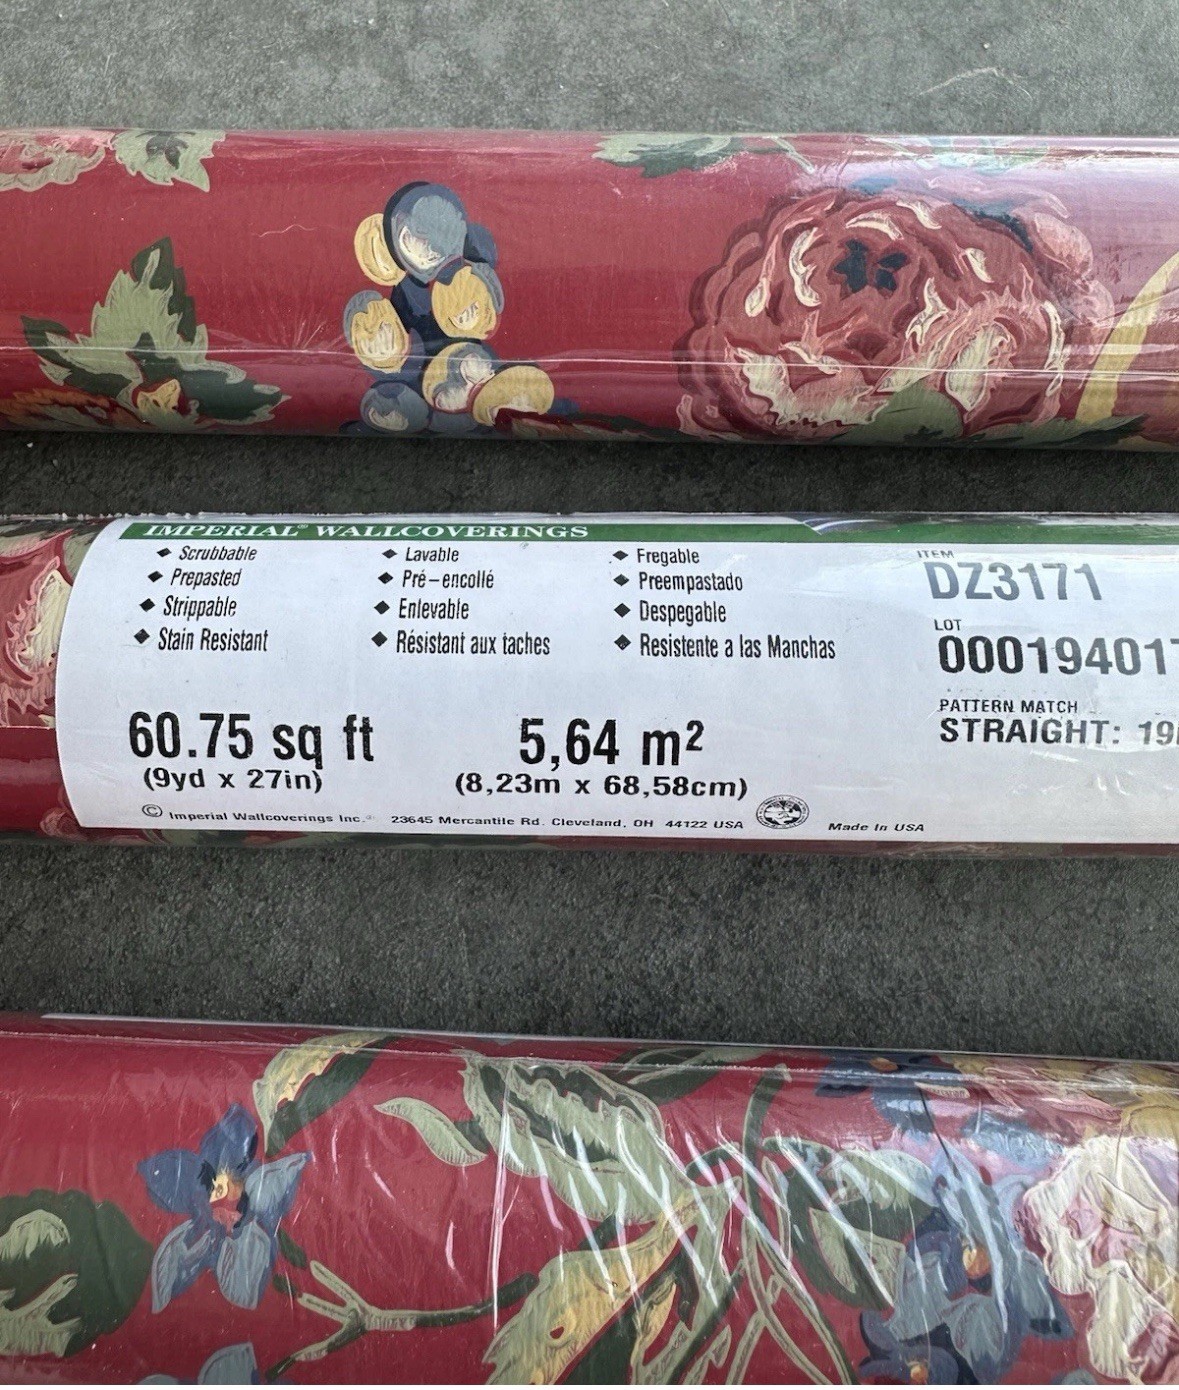 IMPERIAL® WALLCOVERINGS
◆ Scrubbable
◆ Prepasted
◆ Strippable
◆ Stain Resistant
◆ Lavable
◆ Pré-encollé
◆ Enlevable
◆ Résistant aux taches
◆ Fregable
◆ Preempastado
◆ Despegable
◆ Resistente a las Manchas
60.75 sq ft
(9yd x 27in)
5,64 m²
(8,23m x 68,58cm)
ITEM
DZ3171
LOT
00019401
PATTERN MATCH
STRAIGHT: 19
© Imperial Wallcoverings Inc. 23645 Mercantile Rd. Cleveland, OH 44122 USA
Made In USA